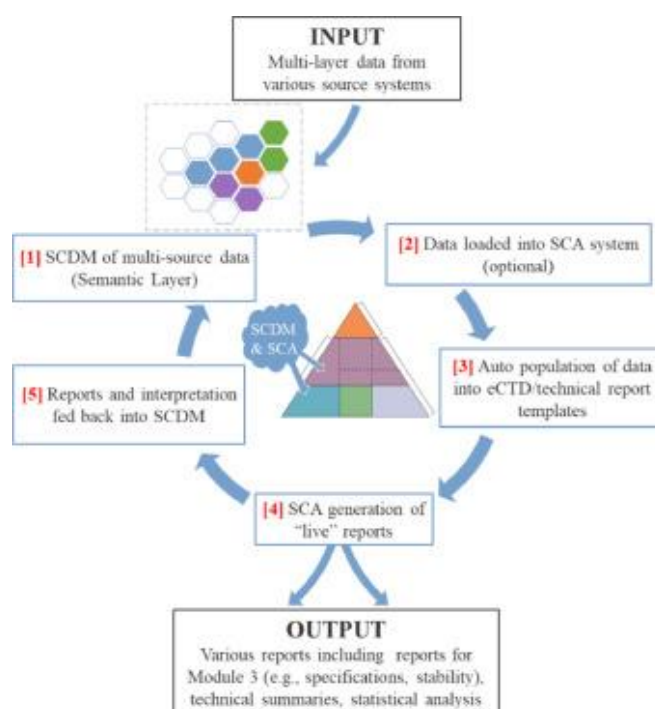 INPUT
Multi-layer data from
various source systems
[1] SCDM of multi-source data
(Semantic Layer)
[2] Data loaded into SCA system
(optional)
SCDM
& SCA
[3] Auto population of data
into eCTD/technical report
templates
[5] Reports and interpretation
fed back into SCDM
[4] SCA generation of
“live” reports
OUTPUT
Various reports including reports for
Module 3 (e.g., specifications, stability),
technical summaries, statistical analysis